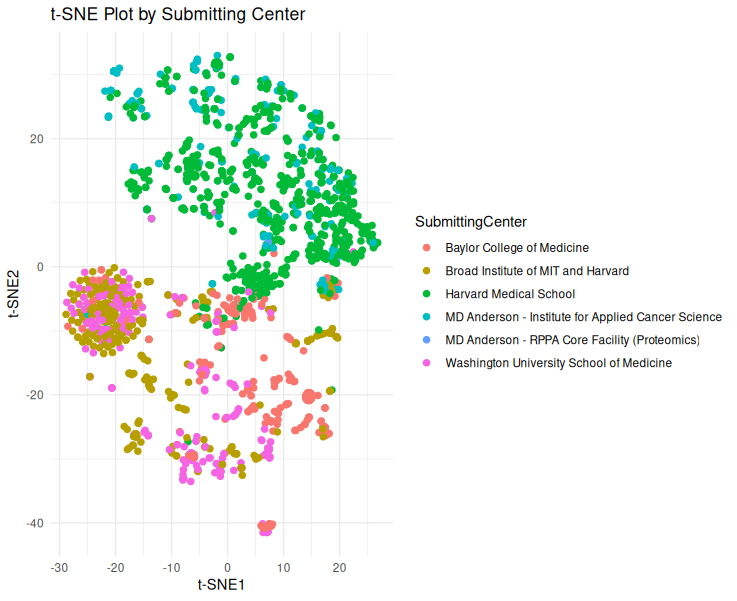 t-SNE Plot by Submitting Center
t-SNE2
20
0
-20
-40
-30
-20
-10
0
10
20
t-SNE1
SubmittingCenter
Baylor College of Medicine
Broad Institute of MIT and Harvard
Harvard Medical School
MD Anderson - Institute for Applied Cancer Science
MD Anderson - RPPA Core Facility (Proteomics)
Washington University School of Medicine